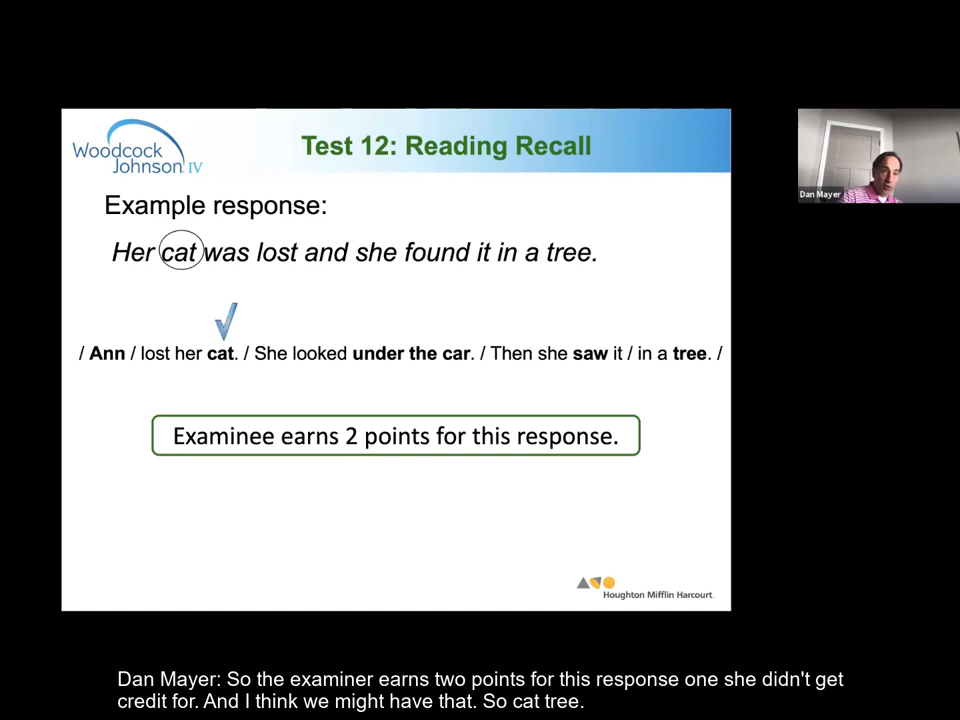 Woodcock
Johnson IV
Test 12: Reading Recall
Dan Mayer
Example response:
Her cat was lost and she found it in a tree.
/ Ann / lost her cat. / She looked under the car. / Then she saw it / in a tree. /
Examinee earns 2 points for this response.
Houghton Mifflin Harcourt
Dan Mayer: So the examiner earns two points for this response one she didn't get
credit for. And I think we might have that. So cat tree.